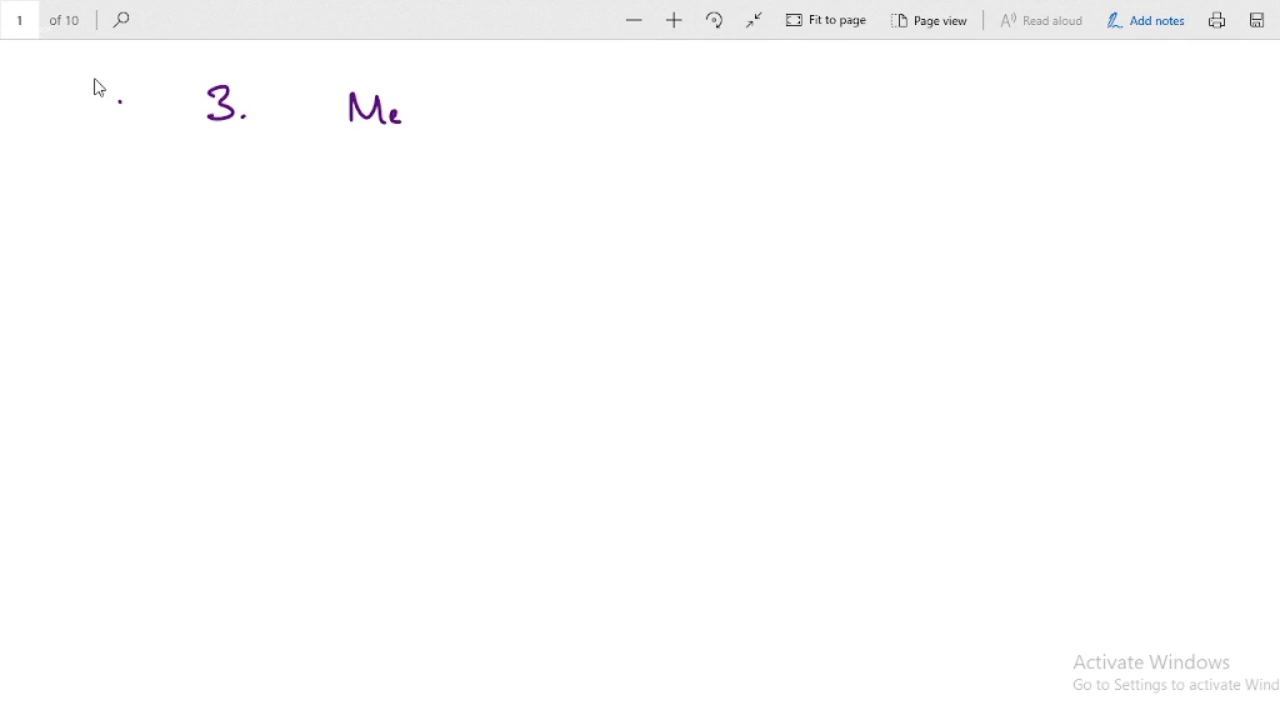 1 of 10 Fit to page Page view Read aloud Add notes
3. Me
Activate Windows
Go to Settings to activate Wind